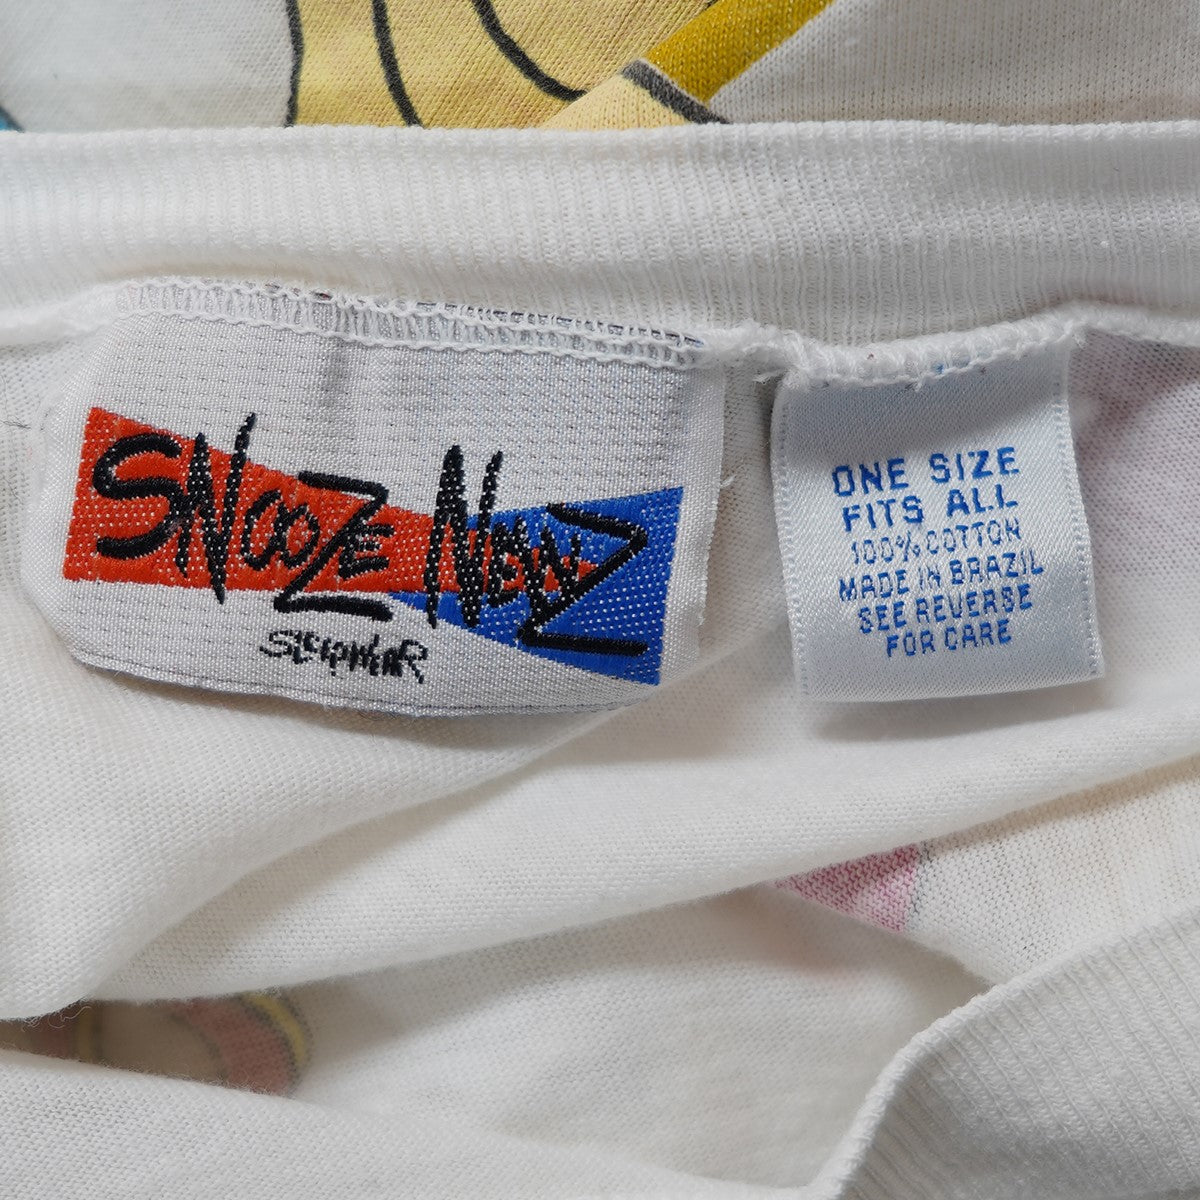 SNOOZE NEWZ
SLEEPWEAR
ONE SIZE
FITS ALL
100% COTTON
MADE IN BRAZIL
SEE REVERSE
FOR CARE